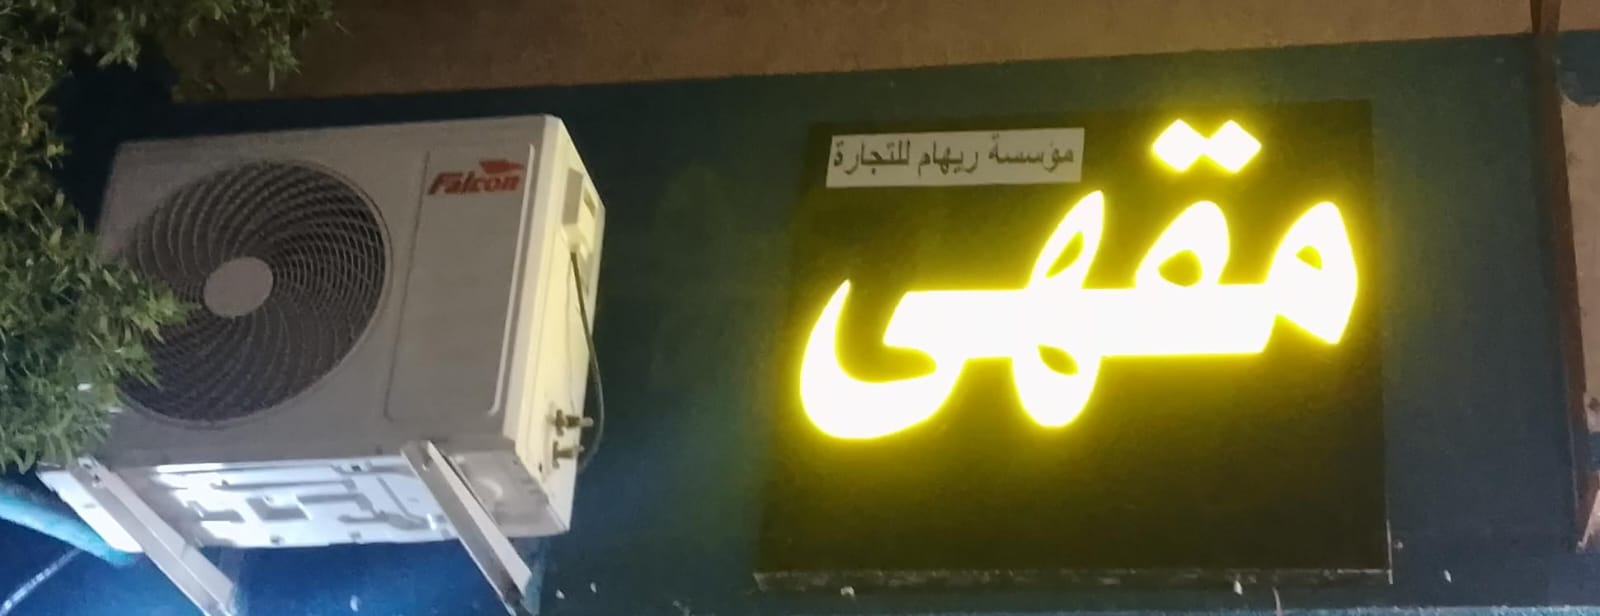 Falcon
مؤسسة ريهام للتجارة
مقهى